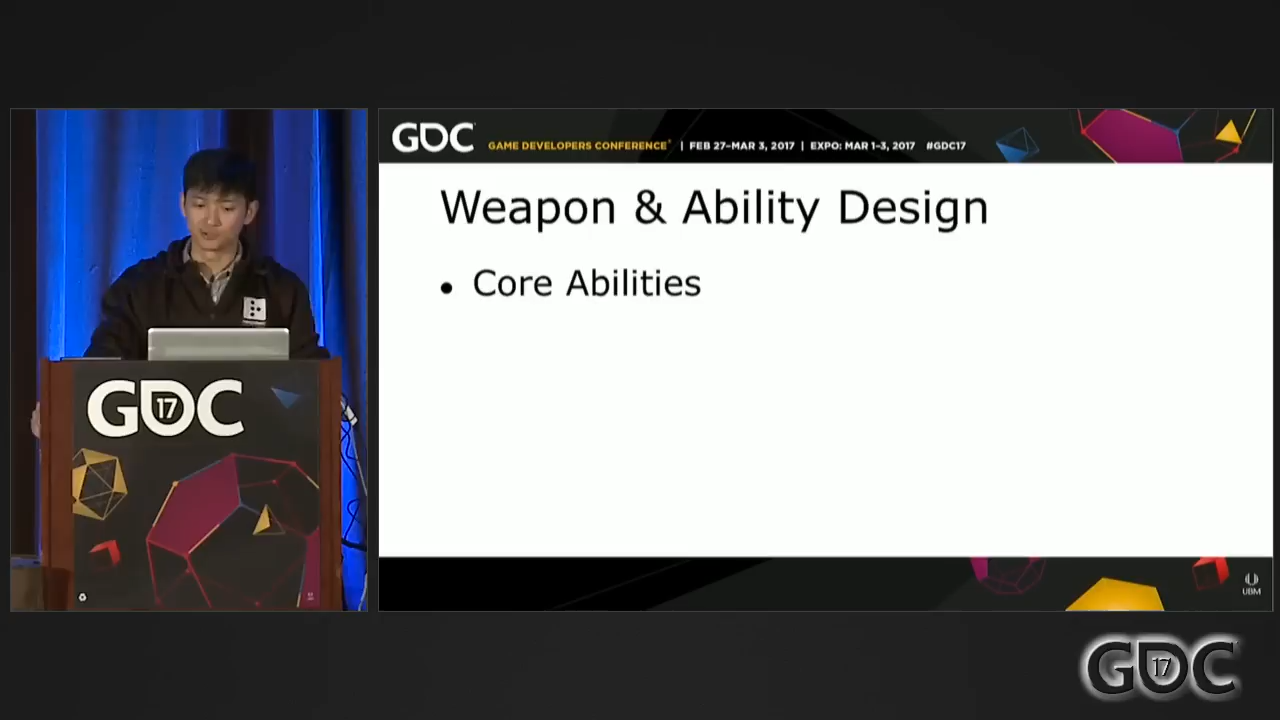 GDC
GAME DEVELOPERS CONFERENCE® | FEB 27–MAR 3, 2017 | EXPO: MAR 1–3, 2017 #GDC17
Weapon & Ability Design
• Core Abilities
GDC
17
UBM
GDC
17